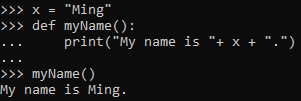 >>> x = "Ming"
>>> def myName():
...     print("My name is "+ x + ".")
...
>>> myName()
My name is Ming.